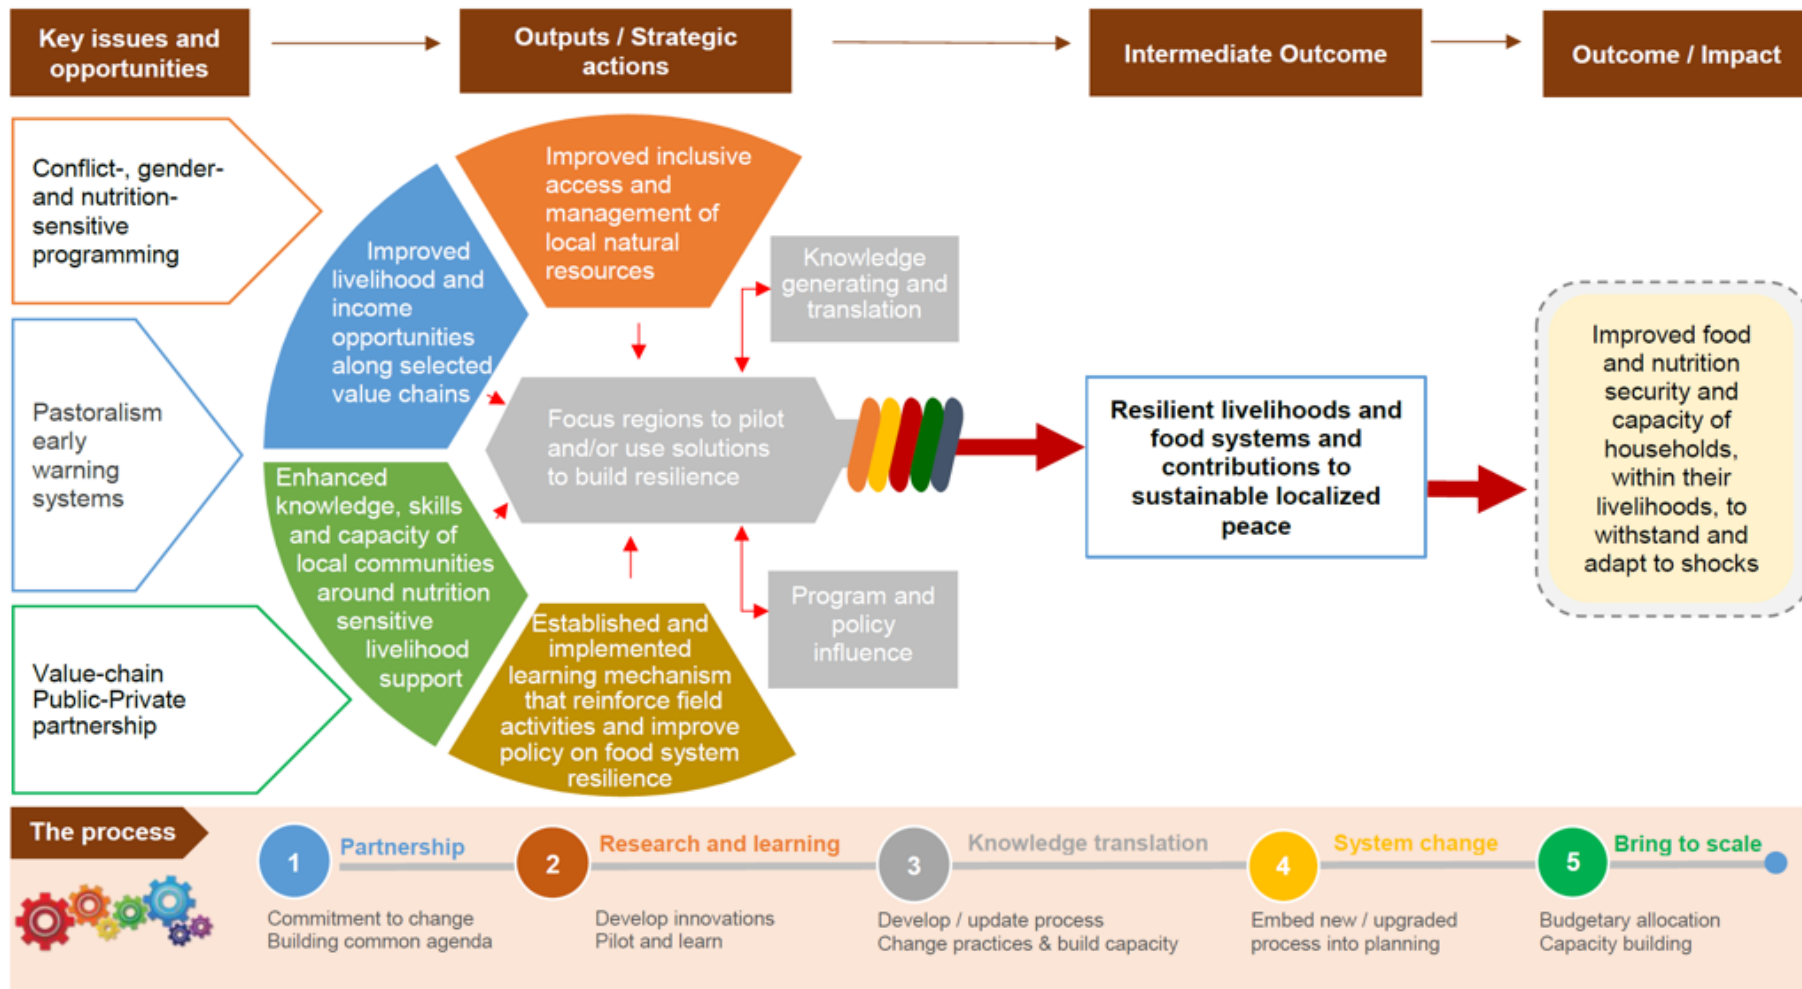 Key issues and
opportunities
Outputs / Strategic
actions
Intermediate Outcome
Outcome / Impact
Conflict-, gender-
and nutrition-
sensitive
programming
Pastoralism
early
warning
systems
Value-chain
Public-Private
partnership
Improved inclusive
access and
management of
local natural
resources
Improved
livelihood and
income
opportunities
along selected
value chains
Enhanced
knowledge, skills
and capacity of
local communities
around nutrition
sensitive
livelihood
support
Established and
implemented
learning mechanism
that reinforce field
activities and improve
policy on food system
resilience
Knowledge
generating and
translation
Focus regions to pilot
and/or use solutions
to build resilience
Program and
policy
influence
Resilient livelihoods and
food systems and
contributions to
sustainable localized
peace
Improved food
and nutrition
security and
capacity of
households,
within their
livelihoods, to
withstand and
adapt to shocks
The process
1
Partnership
Commitment to change
Building common agenda
2
Research and learning
Develop innovations
Pilot and learn
3
Knowledge translation
Develop / update process
Change practices & build capacity
4
System change
Embed new / upgraded
process into planning
5
Bring to scale
Budgetary allocation
Capacity building